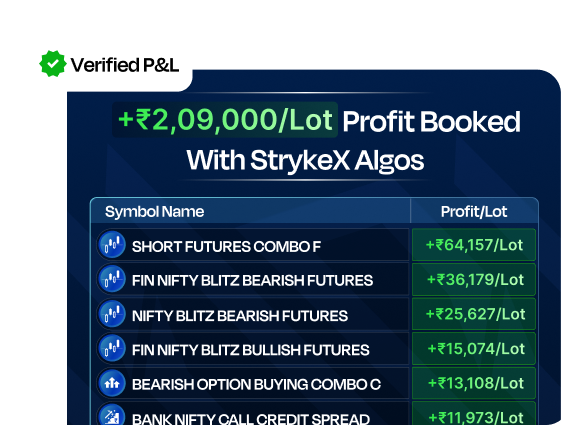 Verified P&L
+₹2,09,000/Lot Profit Booked
With StrykeX Algos
Symbol Name Profit/Lot
SHORT FUTURES COMBO F +₹64,157/Lot
FIN NIFTY BLITZ BEARISH FUTURES +₹36,179/Lot
NIFTY BLITZ BEARISH FUTURES +₹25,627/Lot
FIN NIFTY BLITZ BULLISH FUTURES +₹15,074/Lot
BEARISH OPTION BUYING COMBO C +₹13,108/Lot
BANK NIFTY CALL CREDIT SPREAD +₹11,973/Lot